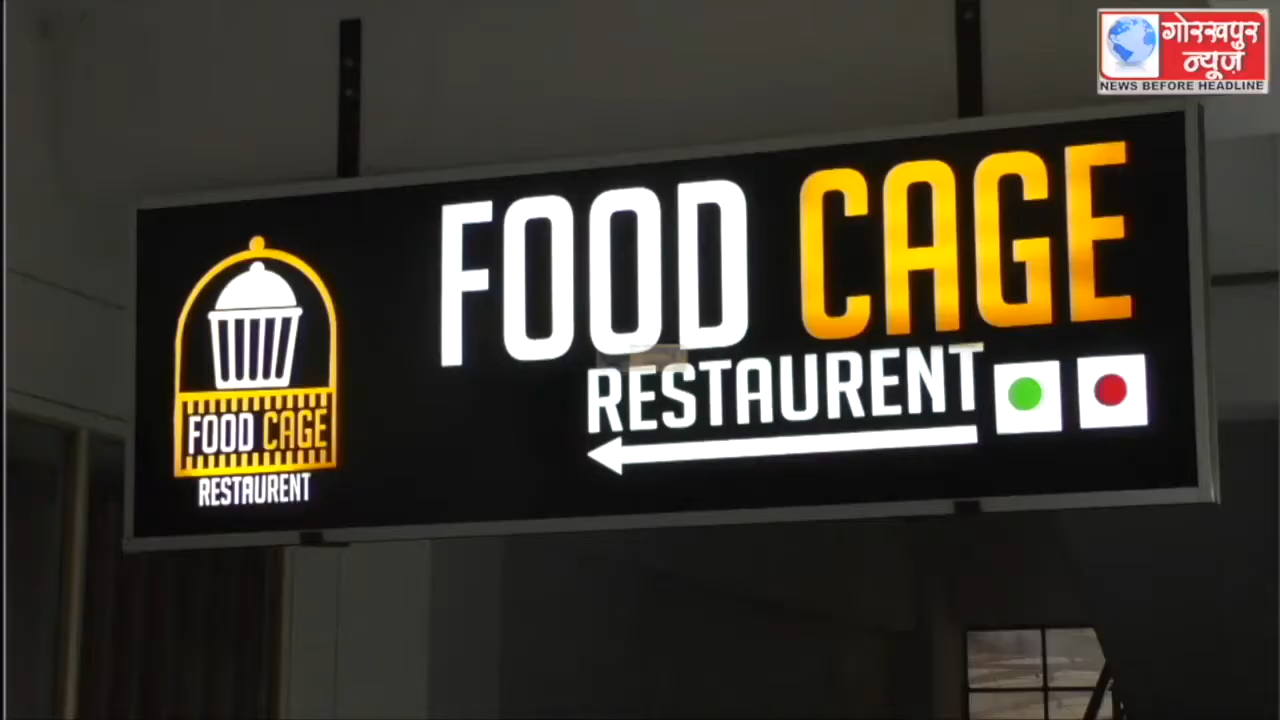 गोरखपुर
न्यूज़
NEWS BEFORE HEADLINE
FOOD CAGE
RESTAURENT
FOOD CAGE
RESTAURENT